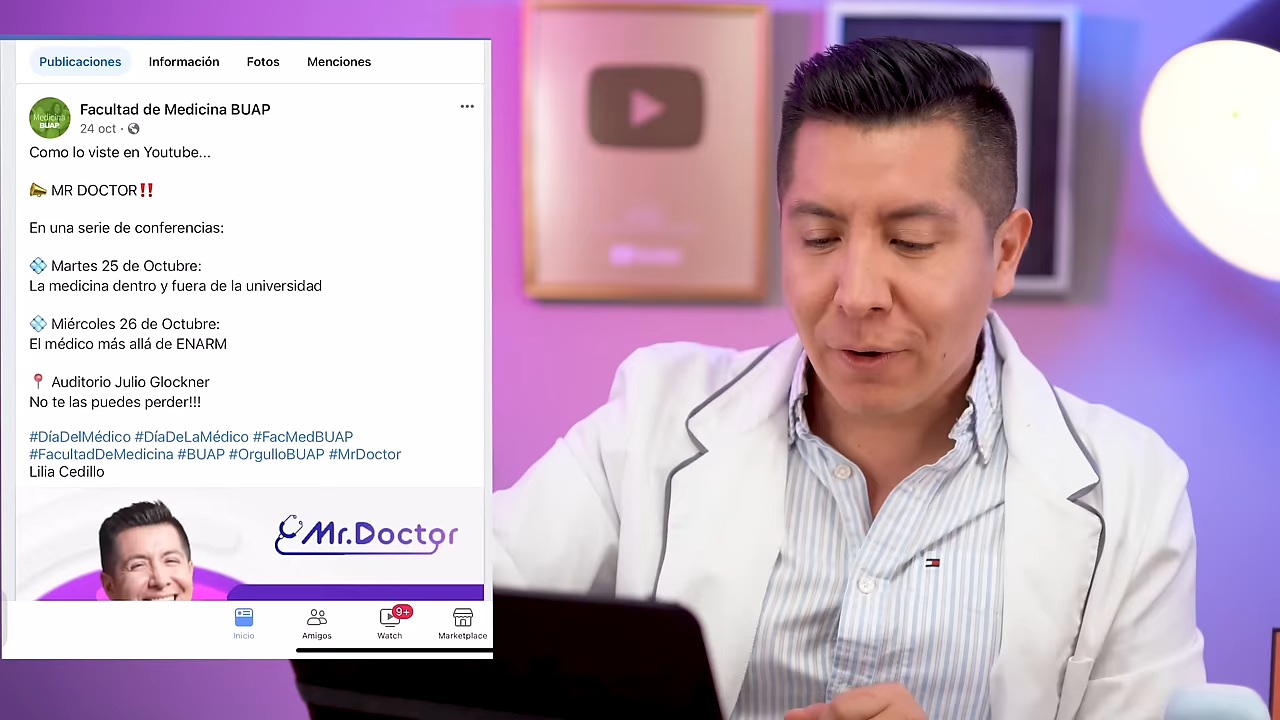 Publicaciones Información Fotos Menciones
Facultad de Medicina BUAP
24 oct ·
Medicina
BUAP
Como lo viste en Youtube...
📣 MR DOCTOR‼️
En una serie de conferencias:
💠 Martes 25 de Octubre:
La medicina dentro y fuera de la universidad
💠 Miércoles 26 de Octubre:
El médico más allá de ENARM
📍 Auditorio Julio Glockner
No te las puedes perder!!!
#DíaDelMédico #DíaDeLaMédico #FacMedBUAP
#FacultadDeMedicina #BUAP #OrgulloBUAP #MrDoctor
Lilia Cedillo
Mr.Doctor
9+
Inicio Amigos Watch Marketplace